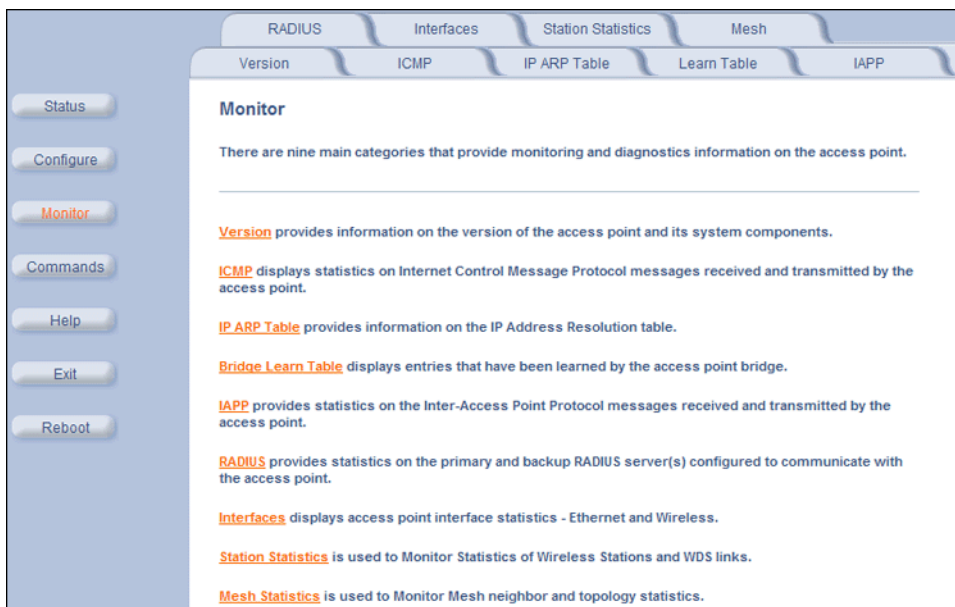 RADIUS Interfaces Station Statistics Mesh
Version ICMP IP ARP Table Learn Table IAPP
Status
Configure
Monitor
Commands
Help
Exit
Reboot
Monitor
There are nine main categories that provide monitoring and diagnostics information on the access point.
Version provides information on the version of the access point and its system components.
ICMP displays statistics on Internet Control Message Protocol messages received and transmitted by the
access point.
IP ARP Table provides information on the IP Address Resolution table.
Bridge Learn Table displays entries that have been learned by the access point bridge.
IAPP provides statistics on the Inter-Access Point Protocol messages received and transmitted by the
access point.
RADIUS provides statistics on the primary and backup RADIUS server(s) configured to communicate with
the access point.
Interfaces displays access point interface statistics - Ethernet and Wireless.
Station Statistics is used to Monitor Statistics of Wireless Stations and WDS links.
Mesh Statistics is used to Monitor Mesh neighbor and topology statistics.